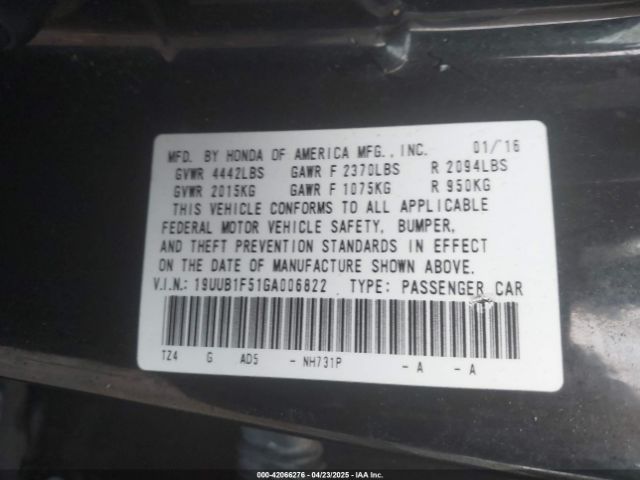 MFD. BY HONDA OF AMERICA MFG., INC. 01/16
GVWR 4442LBS GAWR F 2370LBS R 2094LBS
GVWR 2015KG GAWR F 1075KG R 950KG
THIS VEHICLE CONFORMS TO ALL APPLICABLE
FEDERAL MOTOR VEHICLE SAFETY, BUMPER,
AND THEFT PREVENTION STANDARDS IN EFFECT
ON THE DATE OF MANUFACTURE SHOWN ABOVE.
V.I.N.: 19UUB1F51GA006822 TYPE: PASSENGER CAR
TZ4 G AD5 - NH731P - A - A
000-42066276 - 04/23/2025 - IAA Inc.